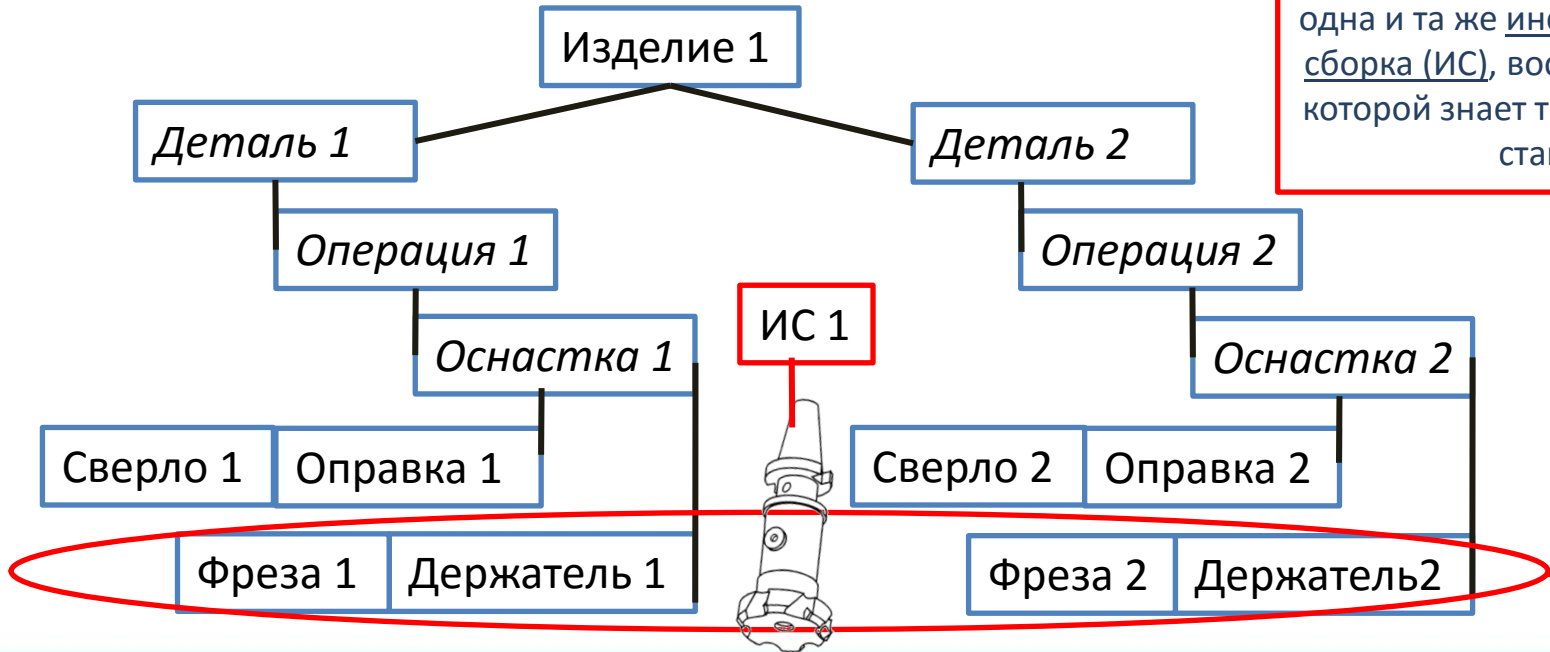 одна и та же
сборка (ИС),
которой знает
Изделие 1
Деталь 1
Деталь 2
Операция 1
Операция 2
ИС 1
Оснастка 1
Оснастка 2
Сверло 1 Оправка 1
Сверло 2 Оправка 2
Фреза 1 Держатель 1
Фреза 2 Держатель2